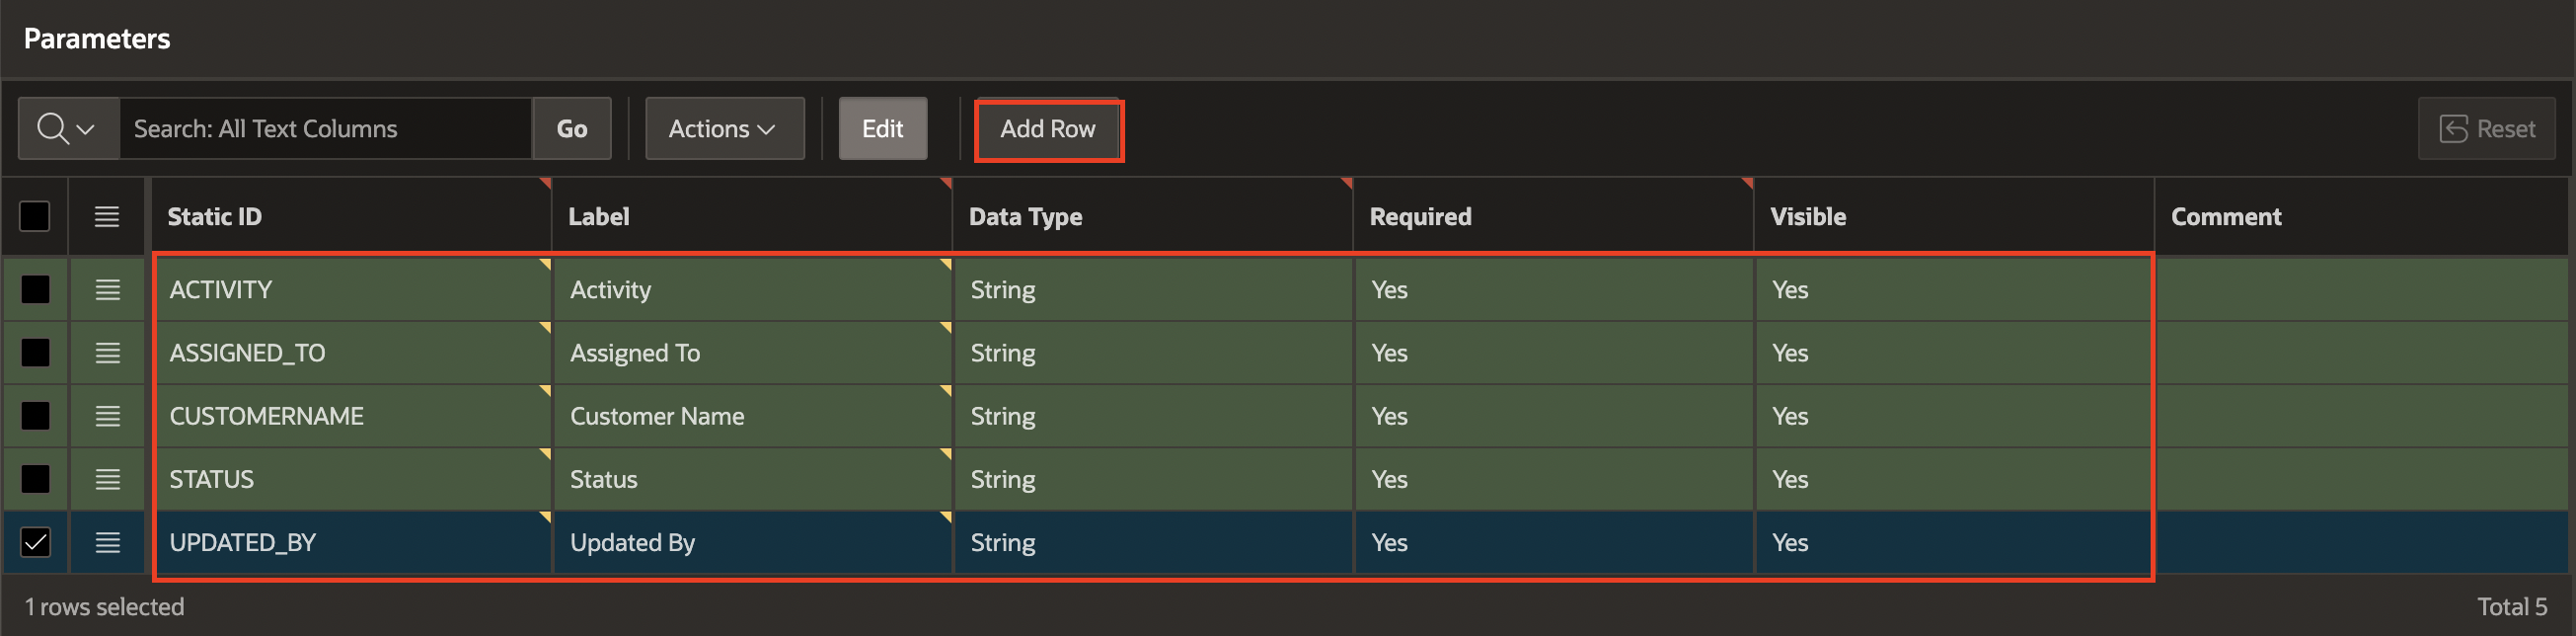 Parameters
Search: All Text Columns Go Actions Edit Add Row Reset
Static ID Label Data Type Required Visible Comment
ACTIVITY Activity String Yes Yes
ASSIGNED_TO Assigned To String Yes Yes
CUSTOMERNAME Customer Name String Yes Yes
STATUS Status String Yes Yes
UPDATED_BY Updated By String Yes Yes
1 rows selected Total 5